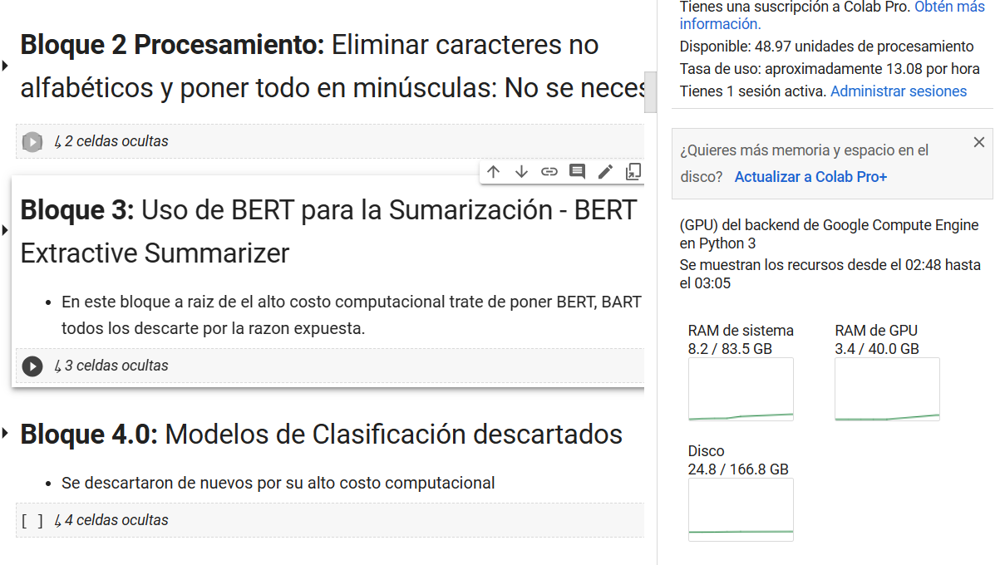 Bloque 2 Procesamiento: Eliminar caracteres no
alfabéticos y poner todo en minúsculas: No se neces
2 celdas ocultas
Bloque 3: Uso de BERT para la Sumarización - BERT
Extractive Summarizer
• En este bloque a raiz de el alto costo computacional trate de poner BERT, BART
todos los descarte por la razon expuesta.
3 celdas ocultas
Bloque 4.0: Modelos de Clasificación descartados
• Se descartaron de nuevos por su alto costo computacional
[ ] 4 celdas ocultas
Tienes una suscripción a Colab Pro. Obtén más
información.
Disponible: 48.97 unidades de procesamiento
Tasa de uso: aproximadamente 13.08 por hora
Tienes 1 sesión activa. Administrar sesiones
¿Quieres más memoria y espacio en el
disco? Actualizar a Colab Pro+
(GPU) del backend de Google Compute Engine
en Python 3
Se muestran los recursos desde el 02:48 hasta
el 03:05
RAM de sistema
8.2 / 83.5 GB
RAM de GPU
3.4 / 40.0 GB
Disco
24.8 / 166.8 GB